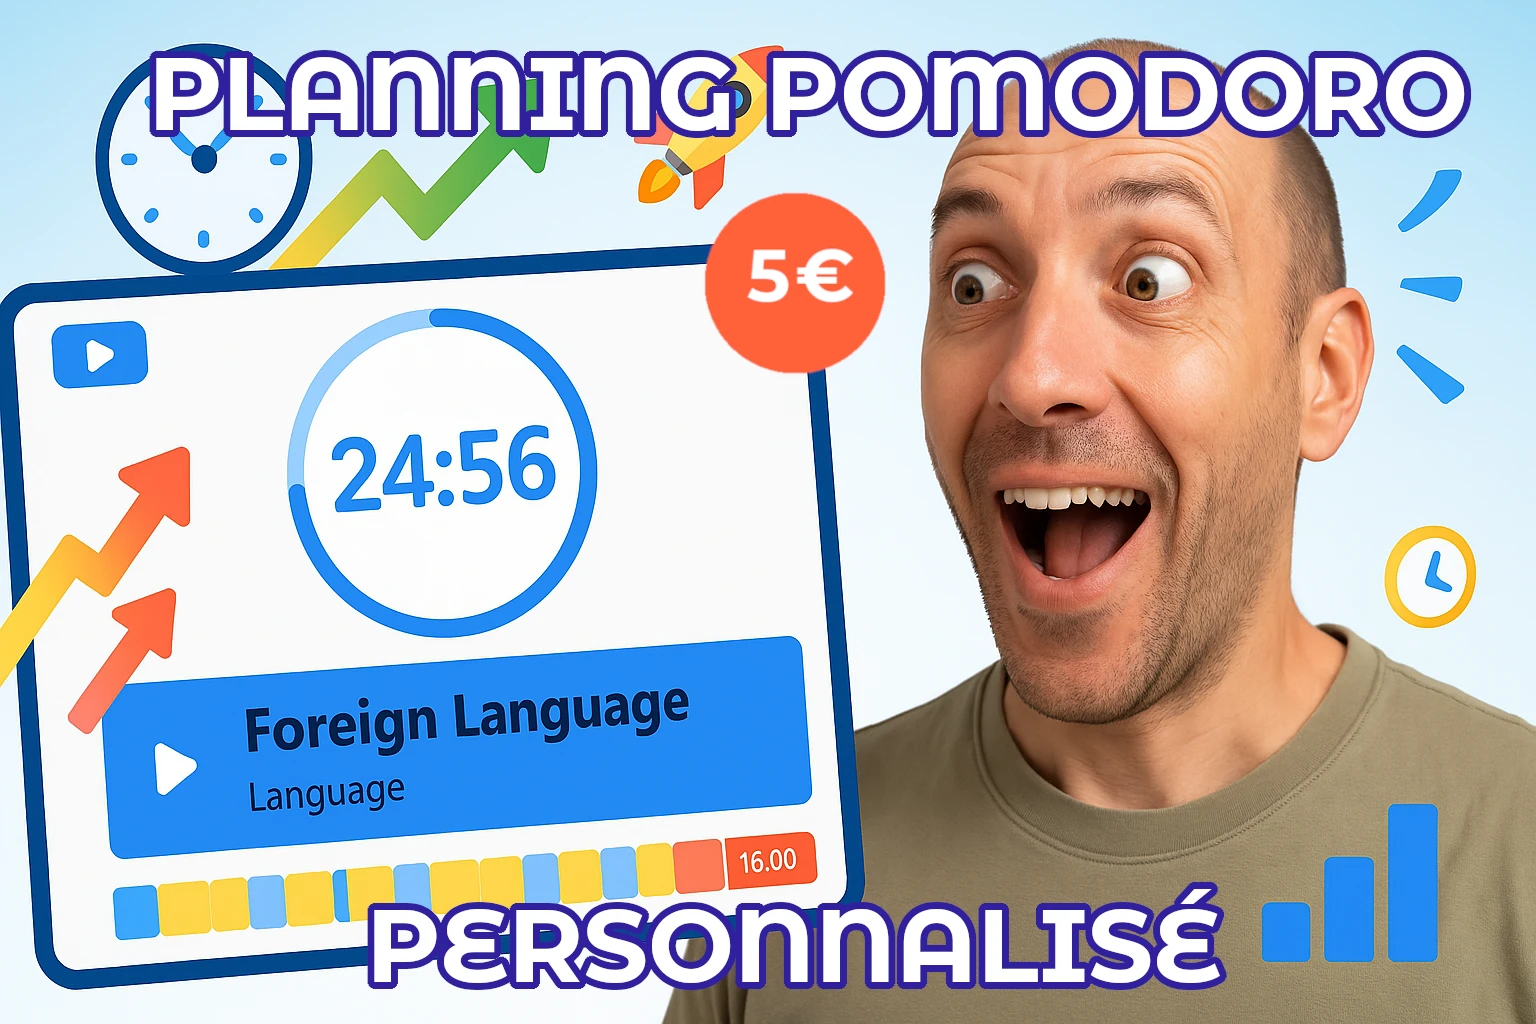 PLANNING POMODORO
5€
24:56
Foreign Language
Language
16.00
PERSONNALISÉ